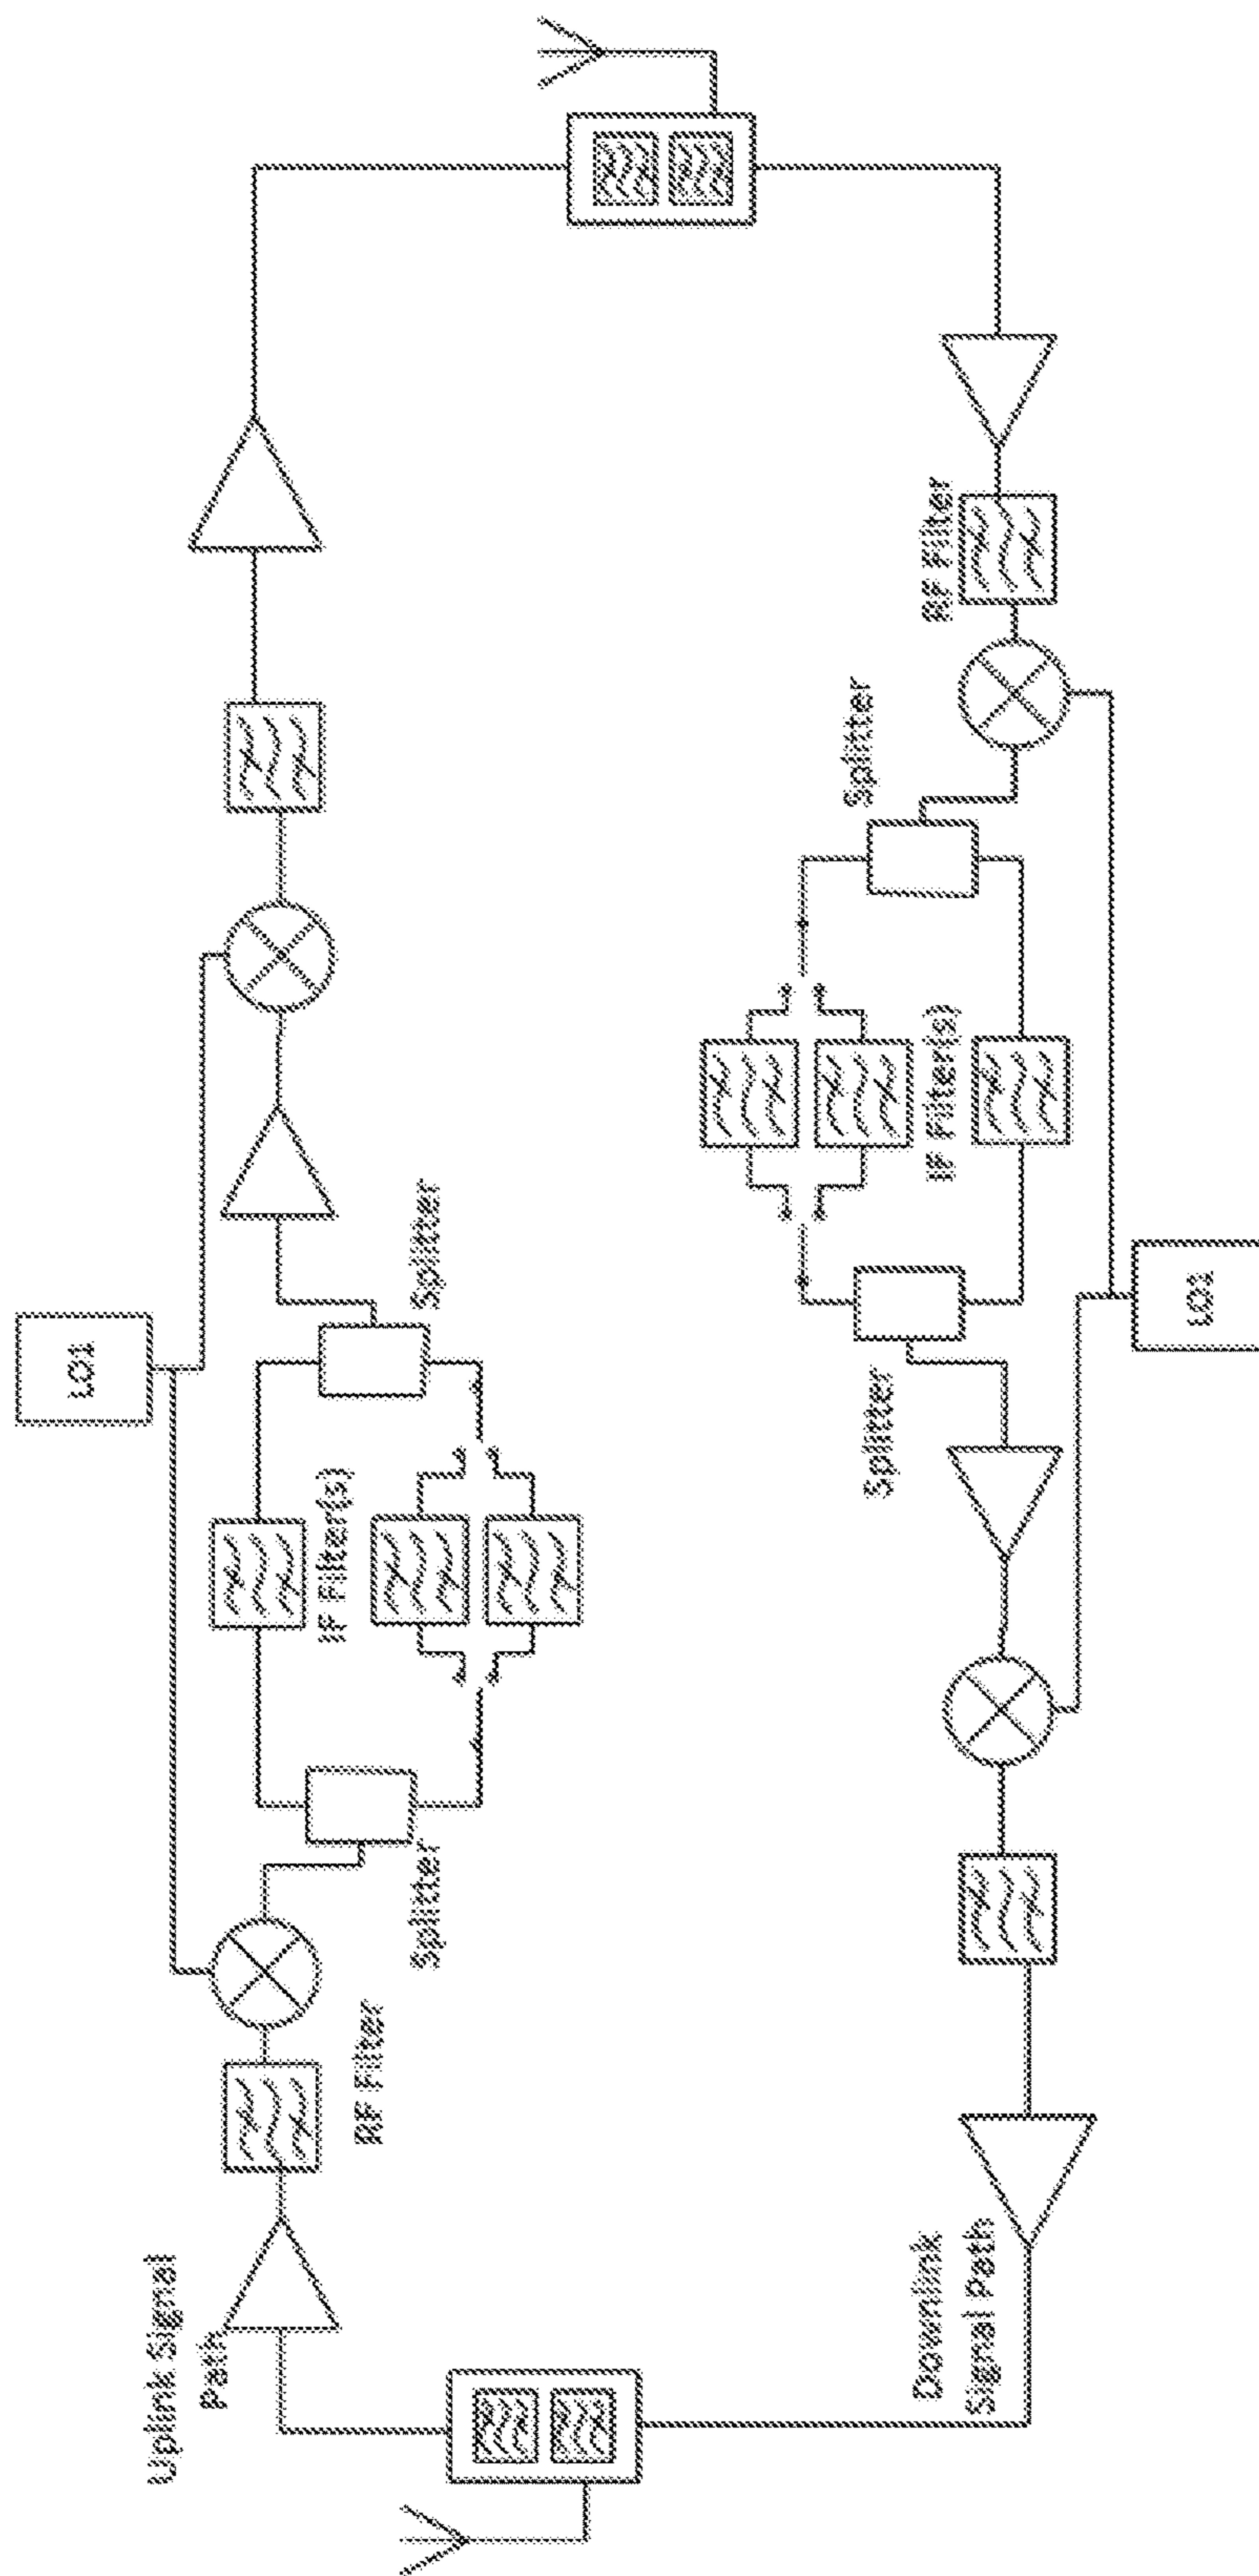 Uplink Signal
Path
RF Filter
Splitter
IF Filter(s)
LO1
Splitter
Downlink
Signal Path
Splitter
LO1
IF Filter(s)
Splitter
RF Filter